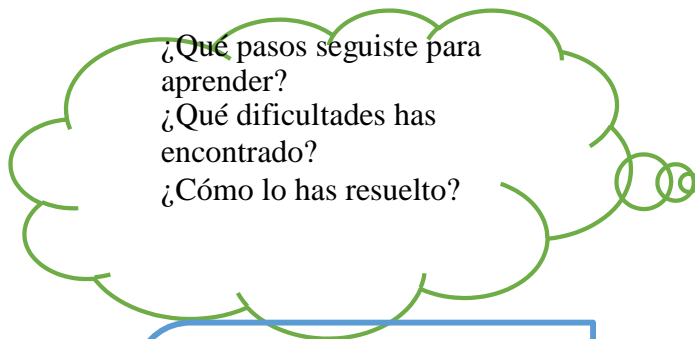 ¿Qué pasos seguiste para
aprender?
¿Qué dificultades has
encontrado?
¿Cómo lo has resuelto?